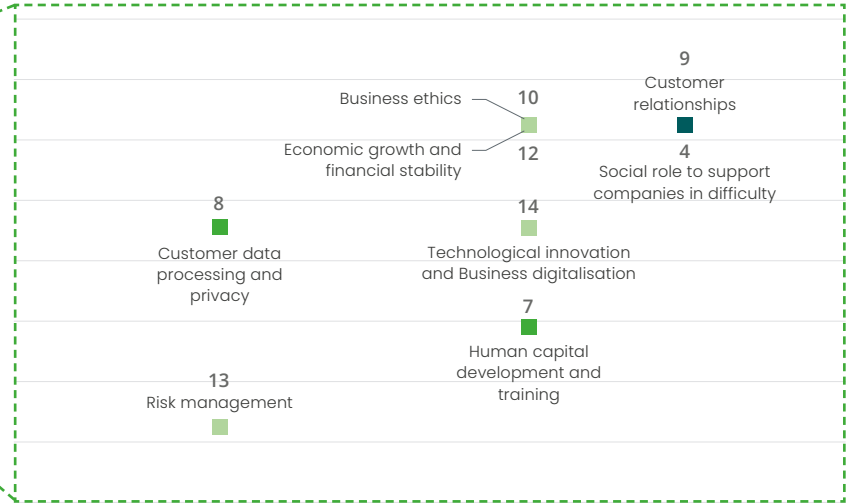 9
Customer
relationships
Business ethics
10
Economic growth and
financial stability
12
4
Social role to support
companies in difficulty
8
Customer data
processing and
privacy
14
Technological innovation
and Business digitalisation
7
Human capital
development and
training
13
Risk management